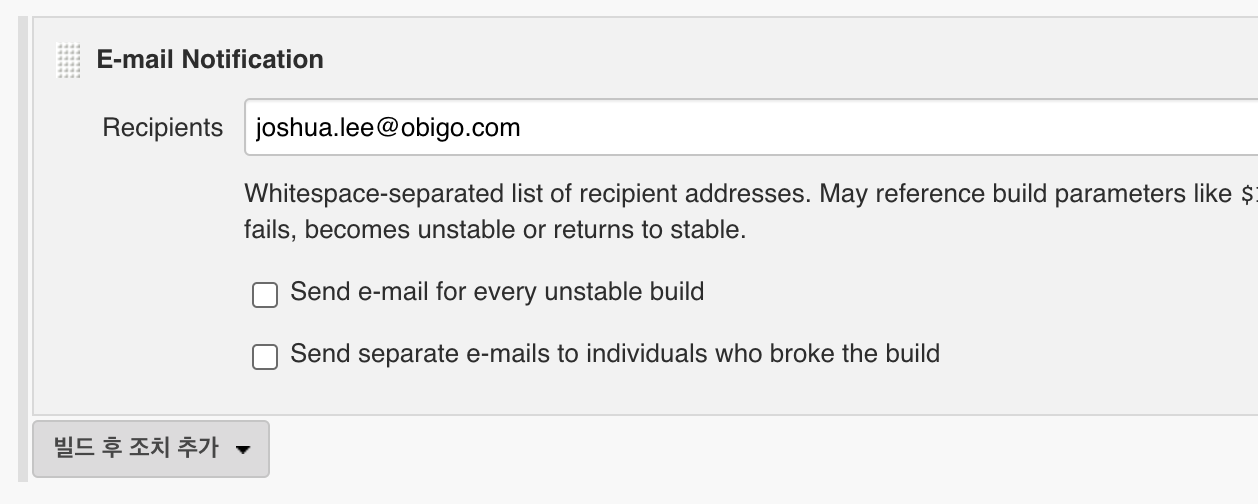 E-mail Notification
Recipients joshua.lee@obigo.com
Whitespace-separated list of recipient addresses. May reference build parameters like
fails, becomes unstable or returns to stable.
Send e-mail for every unstable build
Send separate e-mails to individuals who broke the build
빌드 후 조치 추가